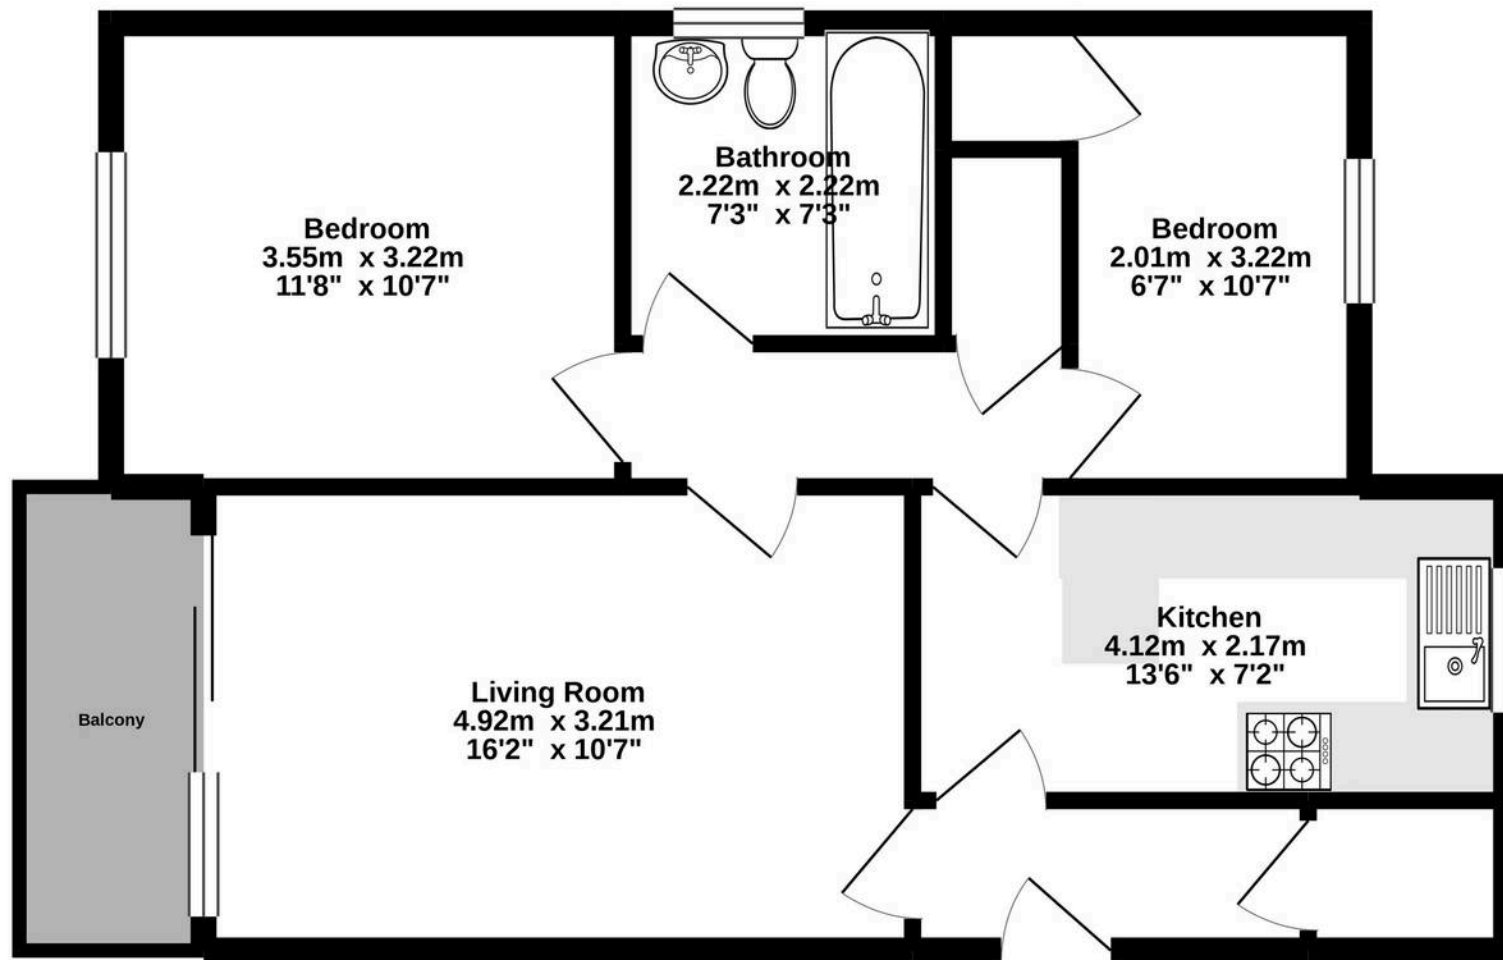 Bathroom
2.22m x 2.22m
7'3" x 7'3"
Bedroom
3.55m x 3.22m
11'8" x 10'7"
Bedroom
2.01m x 3.22m
6'7" x 10'7"
Kitchen
4.12m x 2.17m
13'6" x 7'2"
Living Room
4.92m x 3.21m
16'2" x 10'7"
Balcony